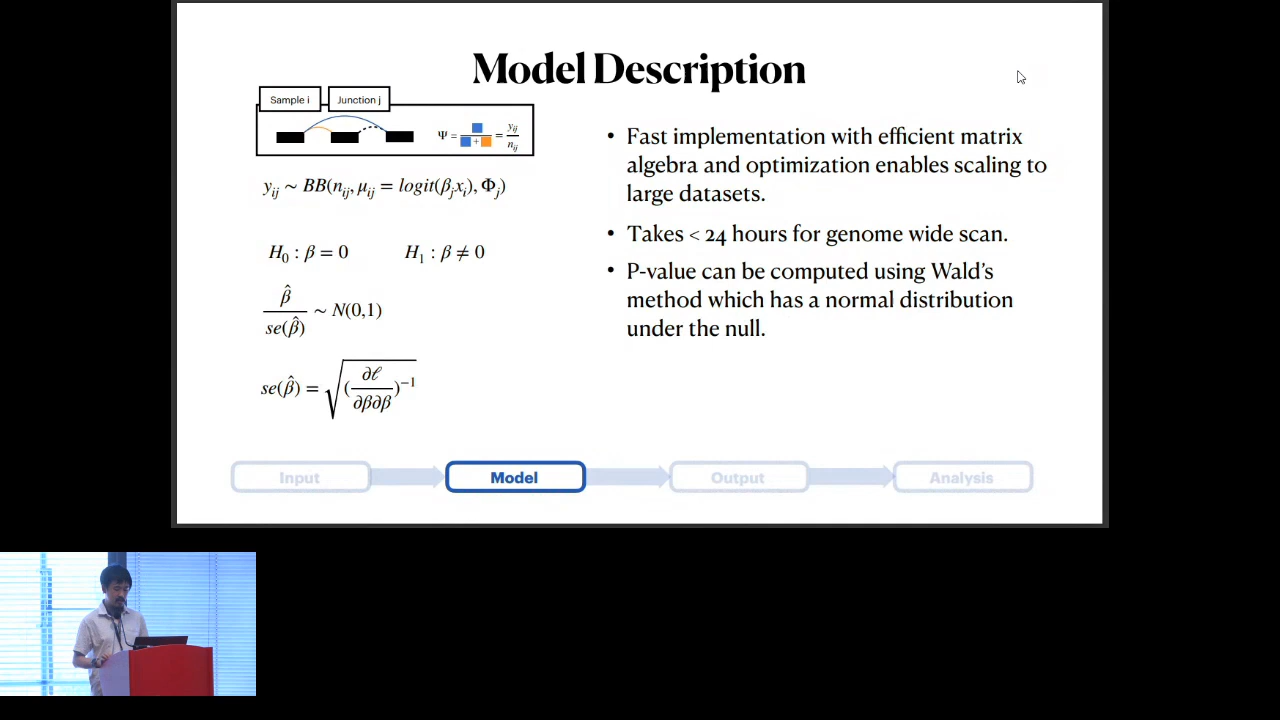 Model Description
Sample i
Junction j
Ψ = + = y_ij / n_ij
y_ij ~ BB(n_ij, μ_ij = logit(β_j x_i), Φ_j)
H_0 : β = 0
H_1 : β ≠ 0
β̂ / se(β̂) ~ N(0,1)
se(β̂) = √((∂ℓ / ∂β∂β)^−1)
• Fast implementation with efficient matrix
algebra and optimization enables scaling to
large datasets.
• Takes < 24 hours for genome wide scan.
• P-value can be computed using Wald's
method which has a normal distribution
under the null.
Input
Model
Output
Analysis